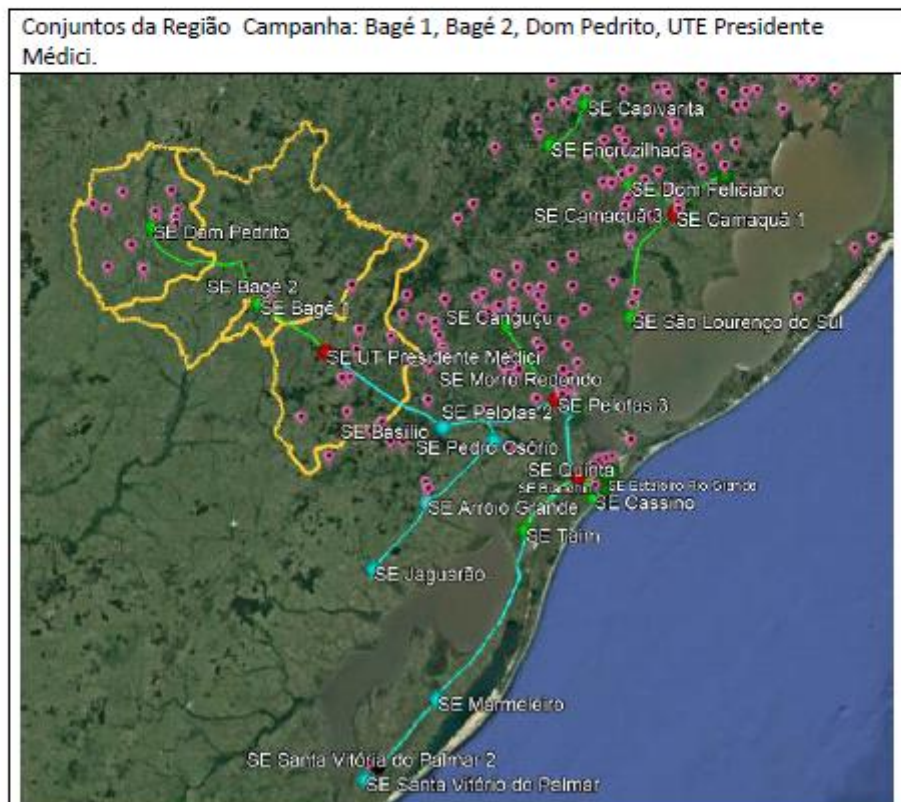 Conjuntos da Região Campanha: Bagé 1, Bagé 2, Dom Pedrito, UTE Presidente
Médici.
SE Capivarita
SE Encruzilhada
SE Dom Feliciano
SE Camaquã 3
SE Camaquã 1
SE Dom Pedrito
SE Bagé 2
SE Bagé 1
SE Canguçu
SE São Lourenço do Sul
SE UT Presidente Médici
SE Morro Redondo
SE Pelotas 2
SE Pelotas 3
SE Basílio
SE Pedro Osório
SE Quinta
SE Estaleiro Rio Grande
SE Arroio Grande
SE Cassino
SE Taim
SE Jaguarão
SE Marmeleiro
SE Santa Vitória do Palmar 2
SE Santa Vitório do Palmar